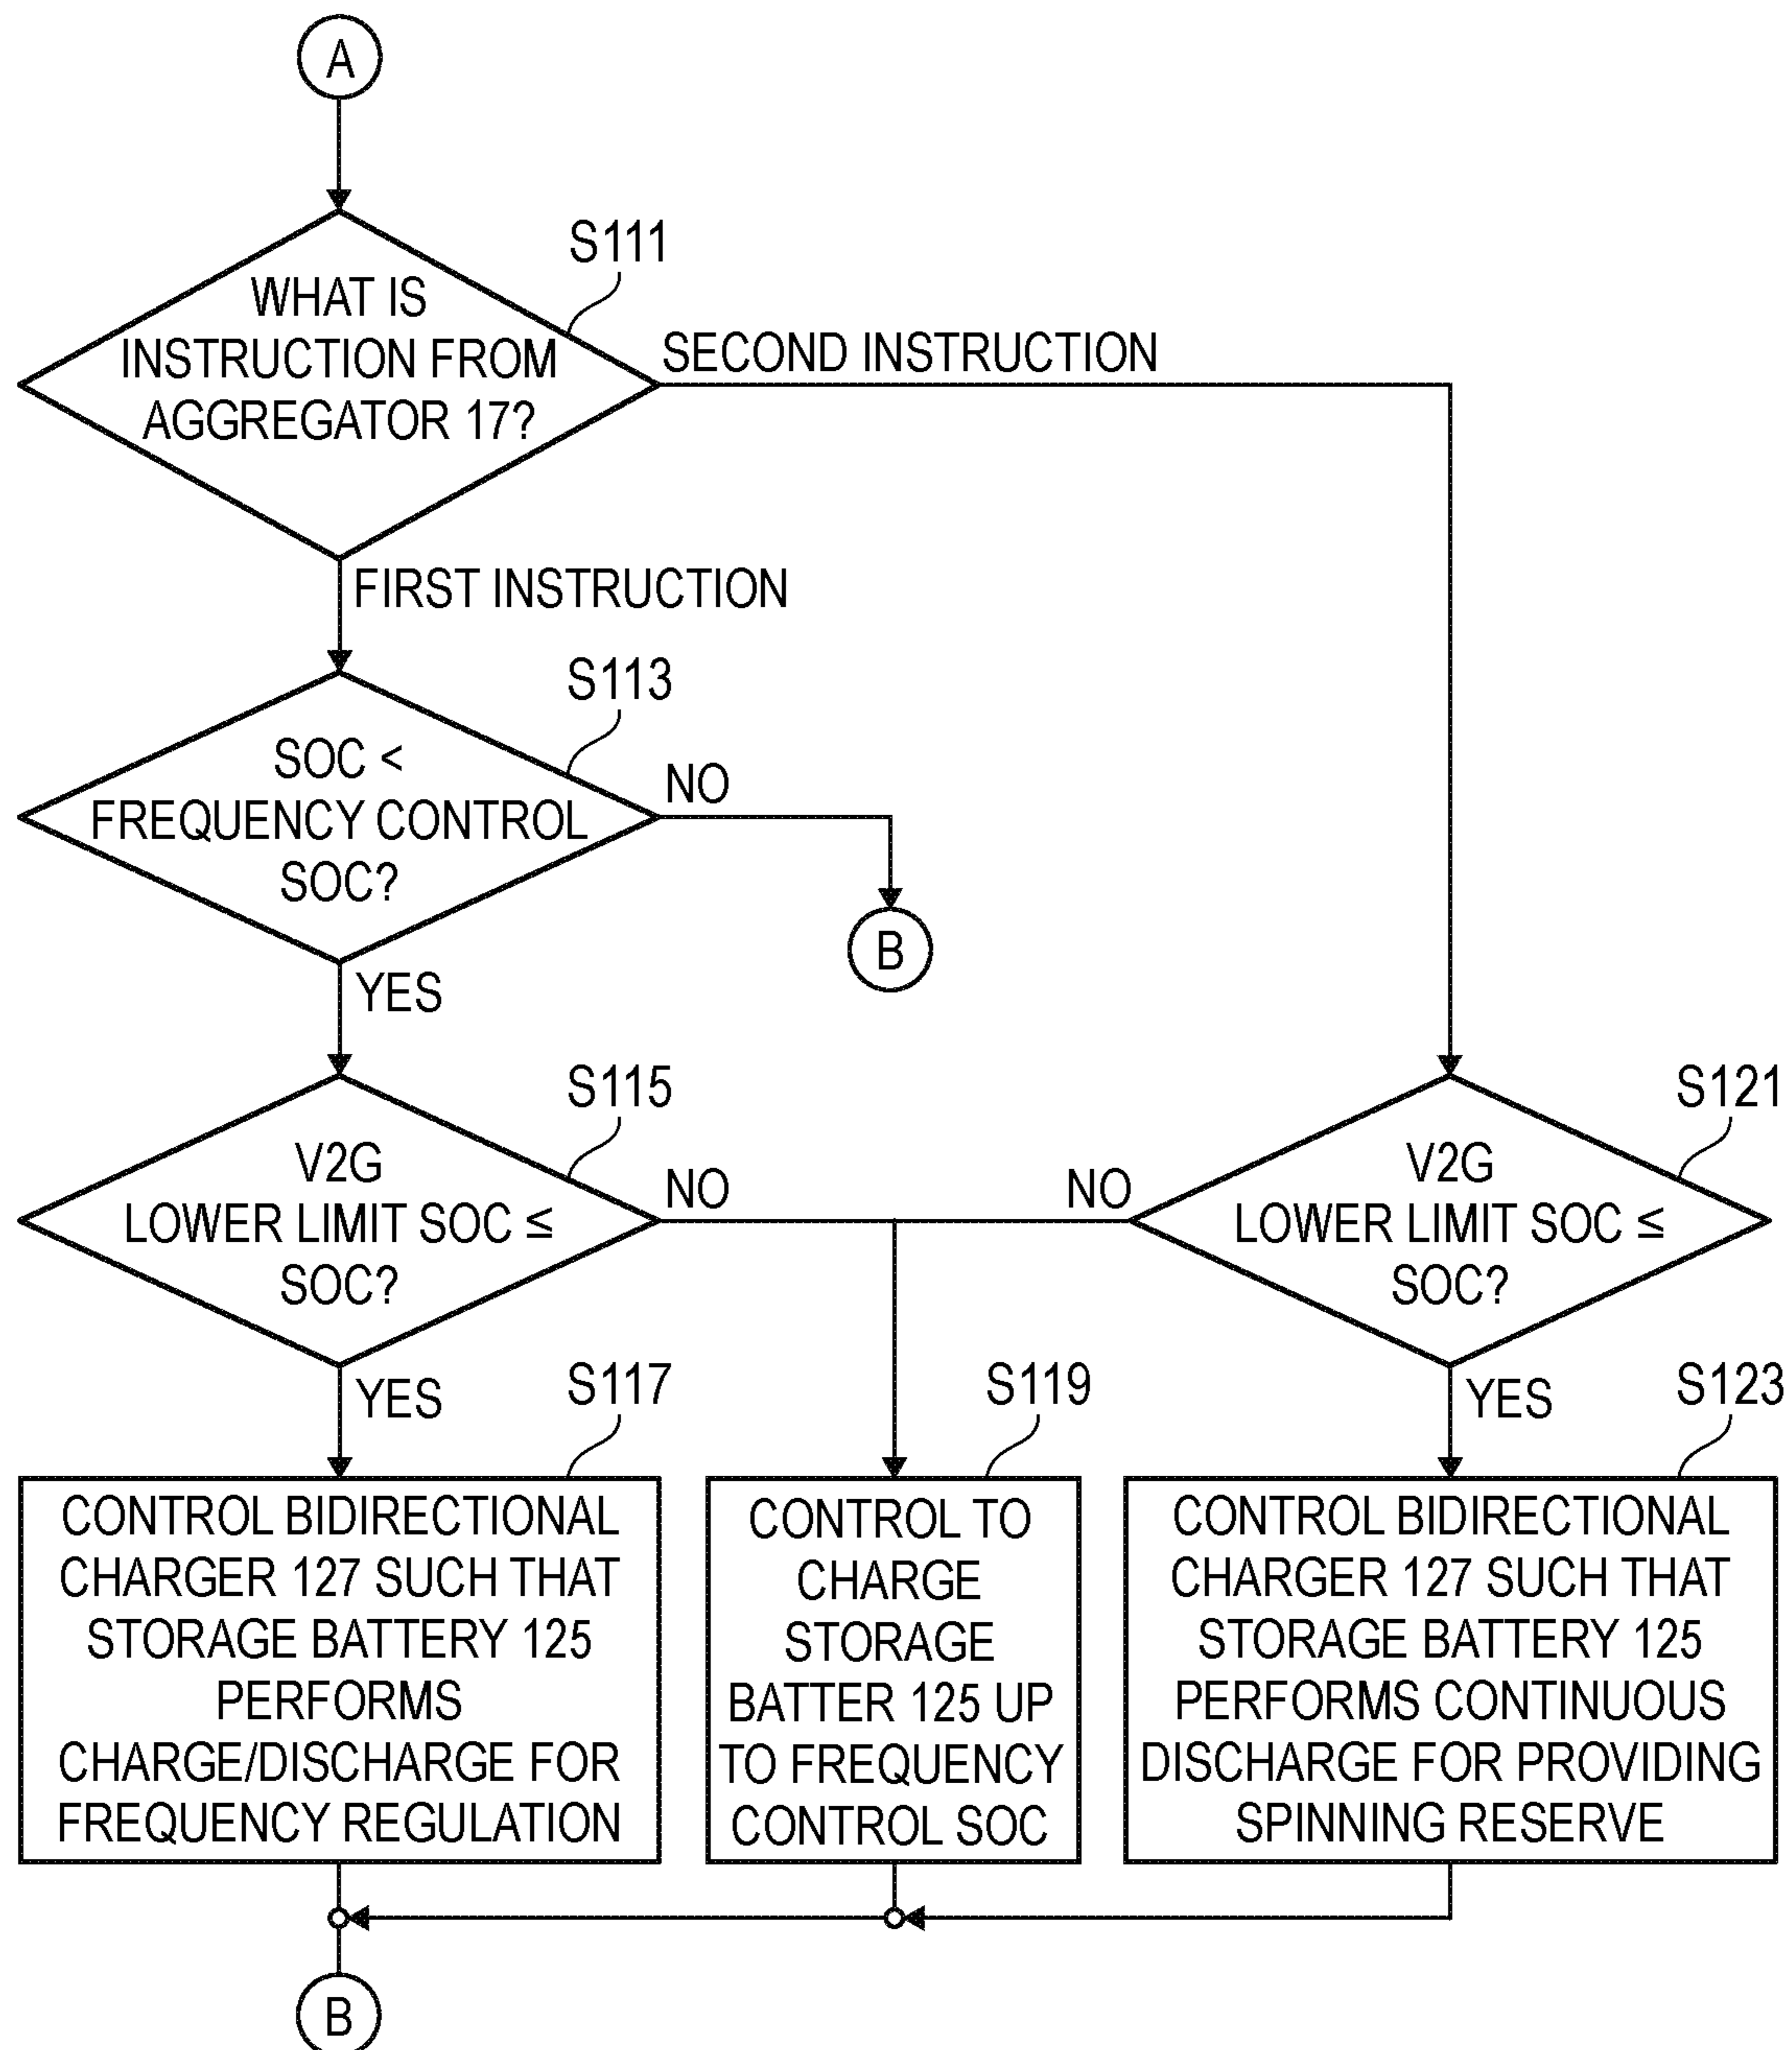 A
S111
WHAT IS
INSTRUCTION FROM
AGGREGATOR 17?
SECOND INSTRUCTION
FIRST INSTRUCTION
S113
SOC <
FREQUENCY CONTROL
SOC?
NO
B
YES
S115
V2G
LOWER LIMIT SOC ≤
SOC?
NO
NO
S121
V2G
LOWER LIMIT SOC ≤
SOC?
YES
S117
CONTROL BIDIRECTIONAL
CHARGER 127 SUCH THAT
STORAGE BATTERY 125
PERFORMS
CHARGE/DISCHARGE FOR
FREQUENCY REGULATION
S119
CONTROL TO
CHARGE
STORAGE
BATTER 125 UP
TO FREQUENCY
CONTROL SOC
YES
S123
CONTROL BIDIRECTIONAL
CHARGER 127 SUCH THAT
STORAGE BATTERY 125
PERFORMS CONTINUOUS
DISCHARGE FOR PROVIDING
SPINNING RESERVE
B